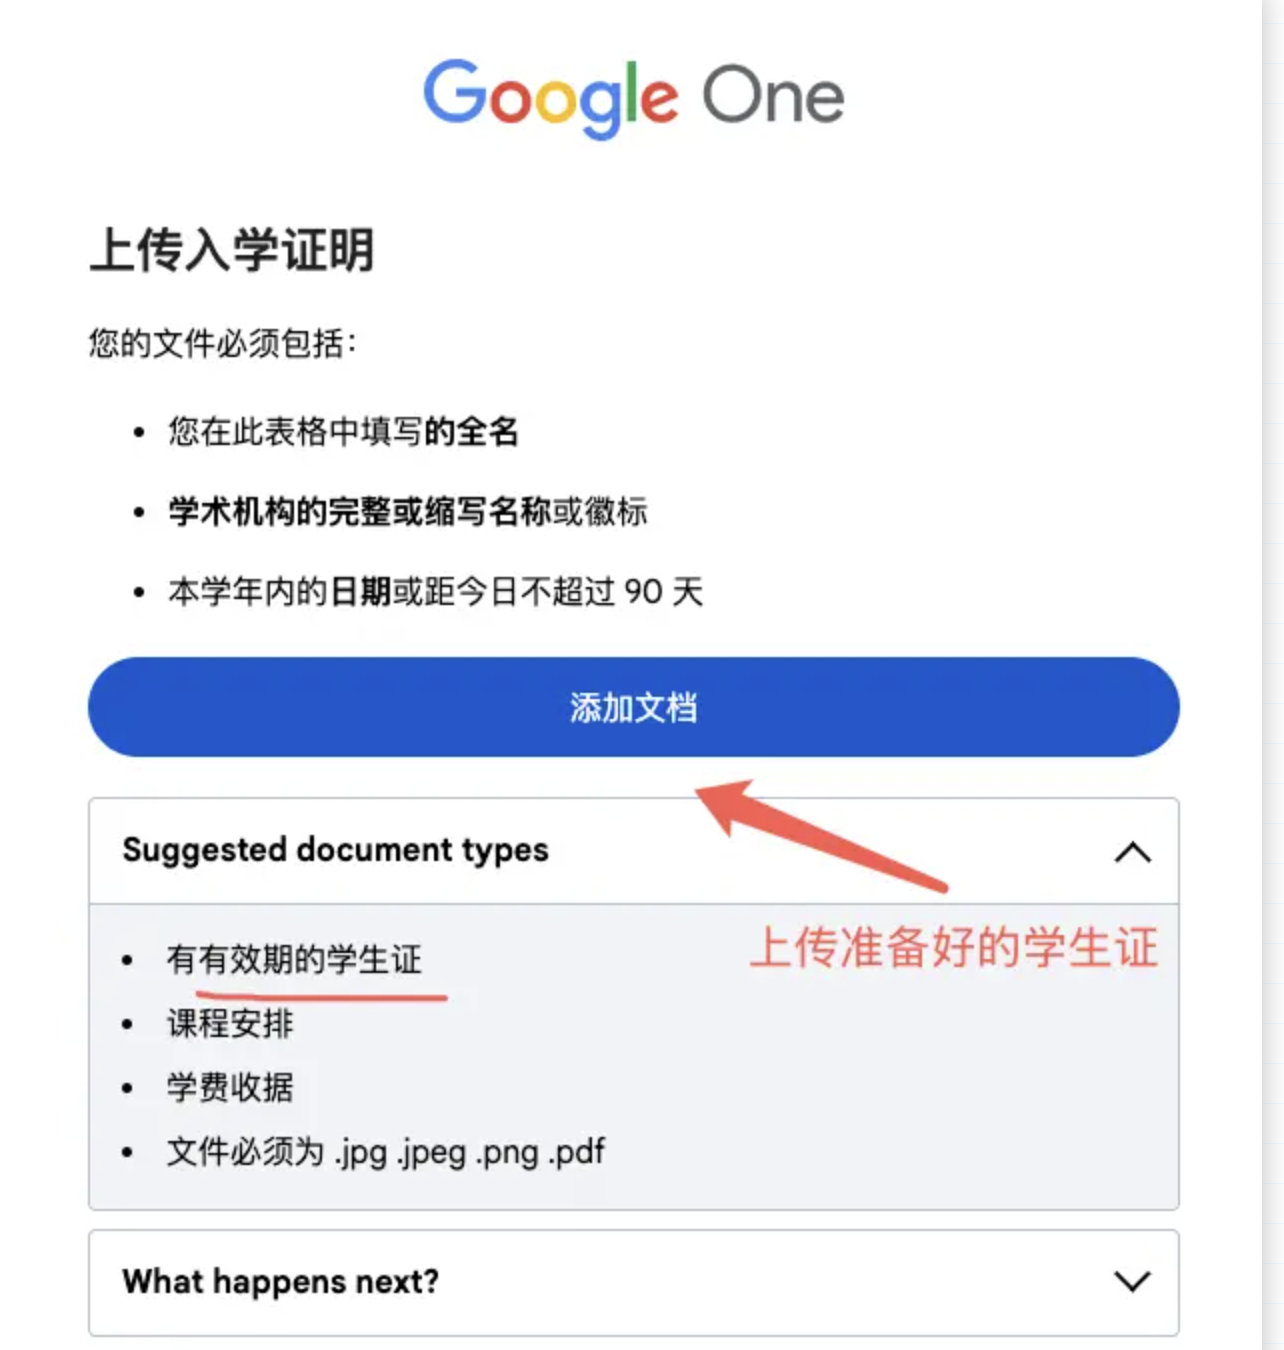 Google One
上传入学证明
您的文件必须包括：
• 您在此表格中填写的全名
• 学术机构的完整或缩写名称或徽标
• 本学年内的日期或距今日不超过 90 天
添加文档
Suggested document types
• 有有效期的学生证
上传准备好的学生证
• 课程安排
• 学费收据
• 文件必须为 .jpg .jpeg .png .pdf
What happens next?